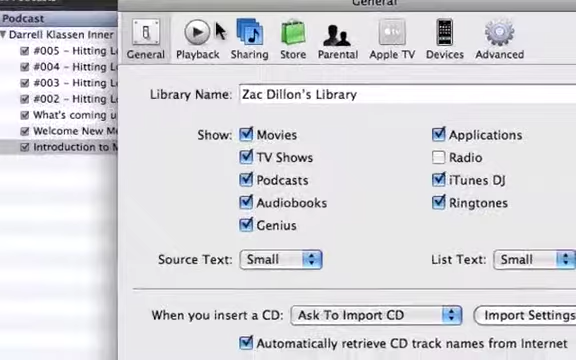 General
Podcast
Darrell Klassen Inner
#005 - Hitting Lo
#004 - Hitting L
#003 - Hitting L
#002 - Hitting Lo
What's coming u
Welcome New M
Introduction to M
General Playback Sharing Store Parental Apple TV Devices Advanced
Library Name: Zac Dillon's Library
Show: Movies Applications
TV Shows Radio
Podcasts iTunes DJ
Audiobooks Ringtones
Genius
Source Text: Small List Text: Small
When you insert a CD: Ask To Import CD Import Settings
Automatically retrieve CD track names from Internet